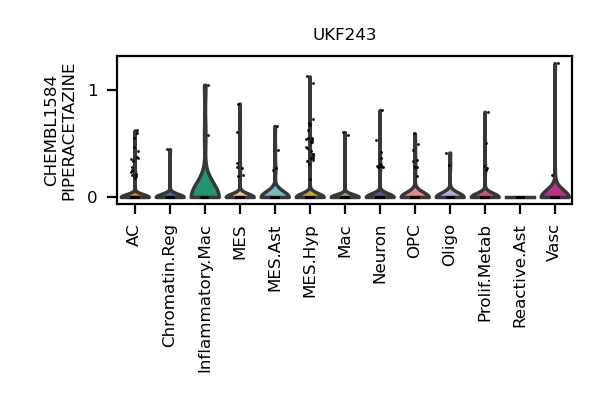 UKF243
CHEMBL1584
PIPERACETAZINE
1
0
AC
Chromatin.Reg
Inflammatory.Mac
MES
MES.Ast
MES.Hyp
Mac
Neuron
OPC
Oligo
Prolif.Metab
Reactive.Ast
Vasc